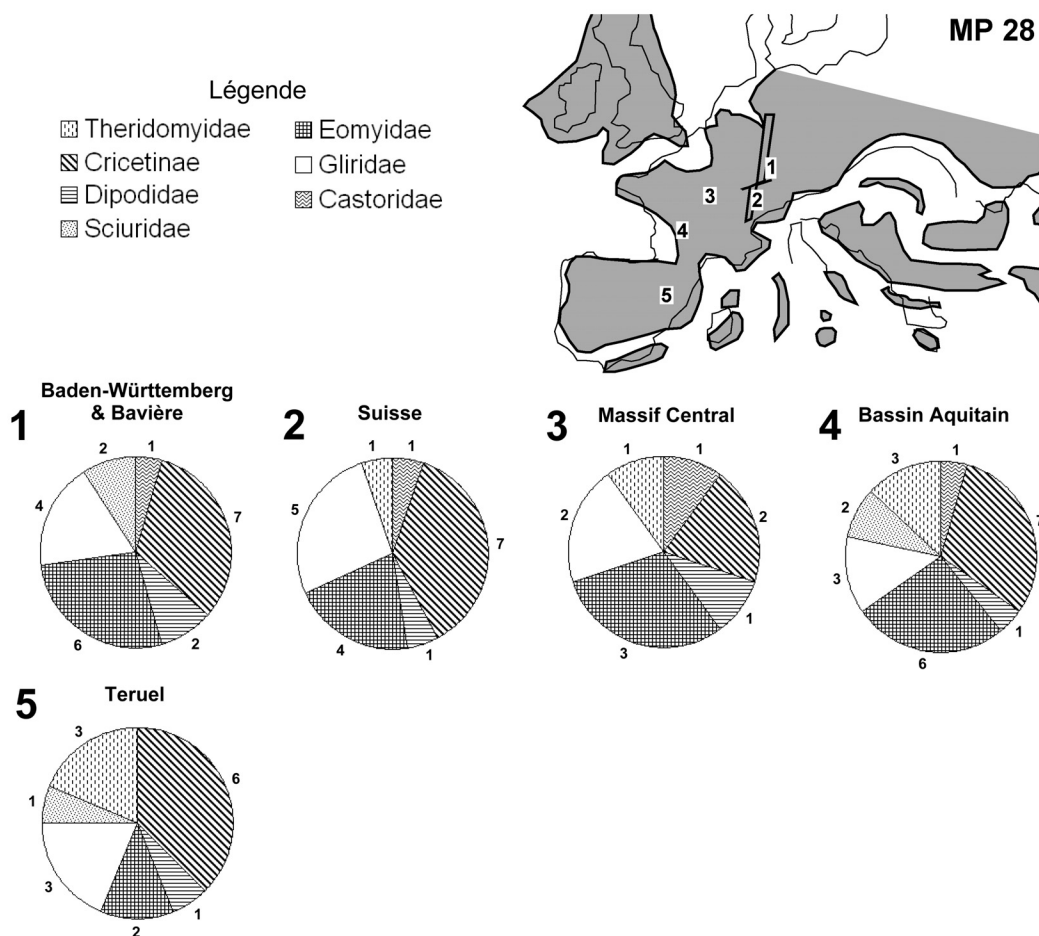 MP 28
Légende
Theridomyidae
Eomyidae
Cricetinae
Gliridae
Dipodidae
Castoridae
Sciuridae
1
2
3
4
5
1
Baden-Württemberg
& Bavière
2
1
4
7
6
2
2
Suisse
1
1
5
7
4
1
3
Massif Central
1
1
2
2
3
1
4
Bassin Aquitain
3
1
2
7
3
1
6
5
Teruel
3
6
1
3
1
2